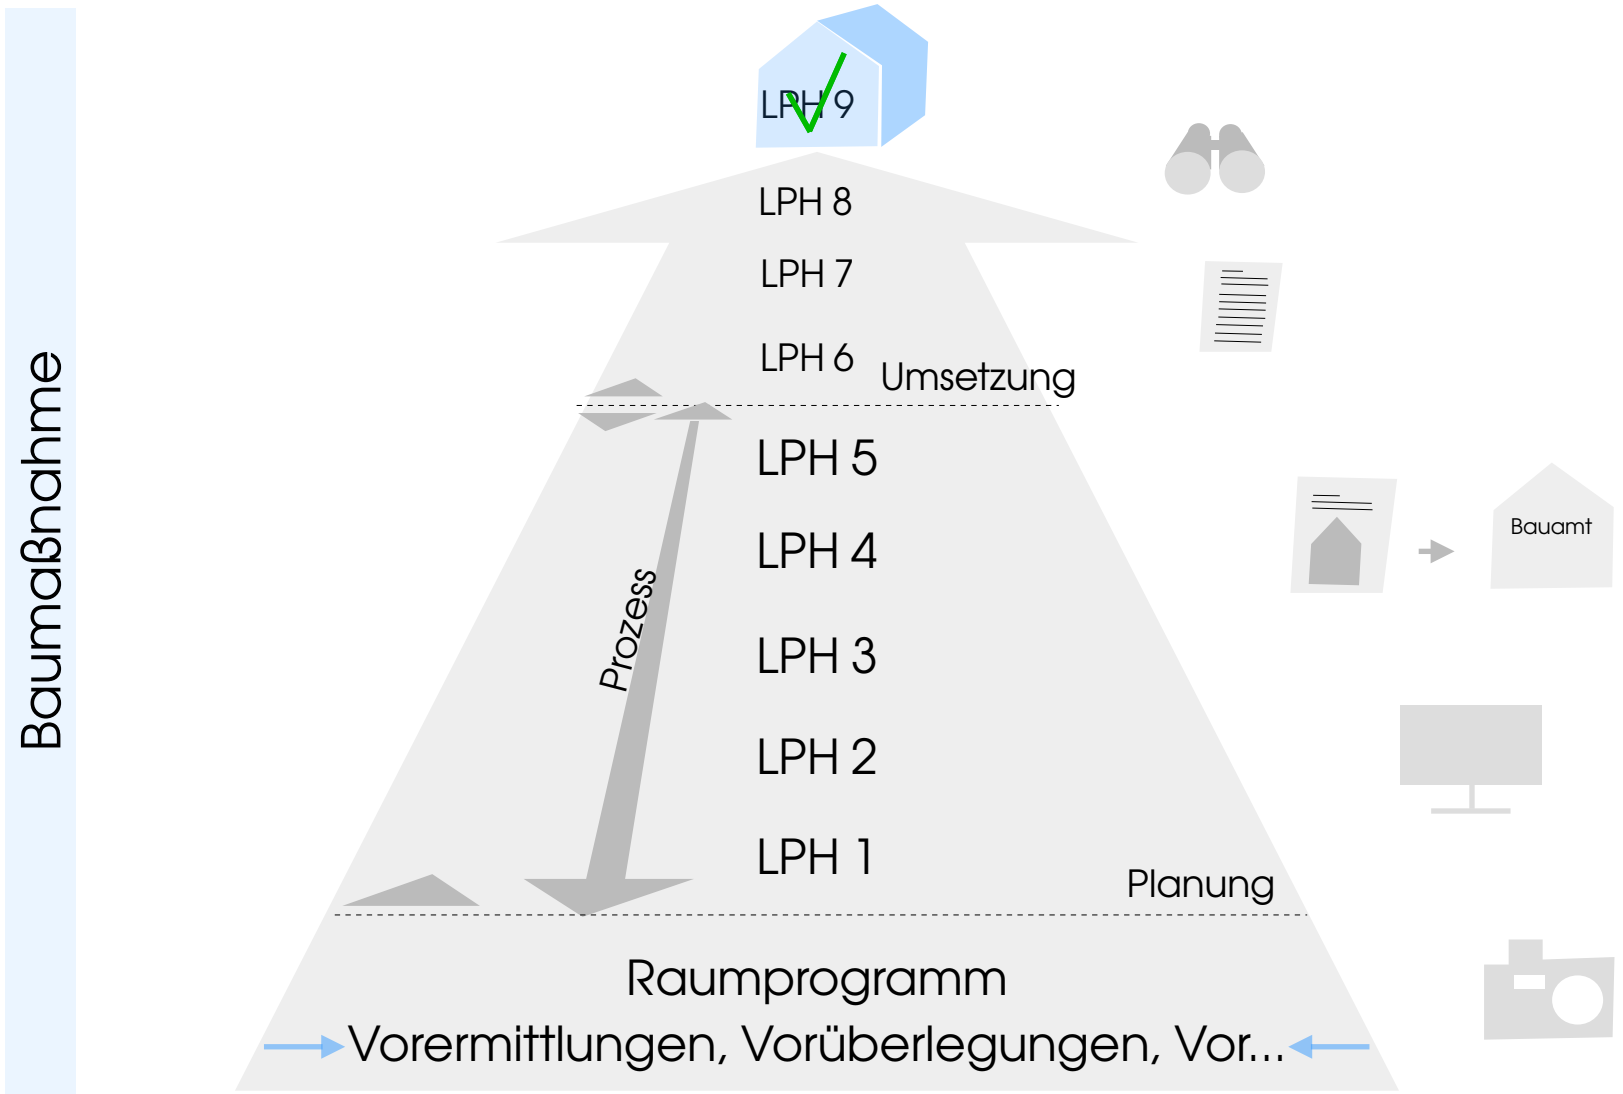 Baumaßnahme
LPH 9
LPH 8
LPH 7
LPH 6
Umsetzung
LPH 5
LPH 4
Bauamt
Prozess
LPH 3
LPH 2
LPH 1
Planung
Raumprogramm
Vorermittlungen, Vorüberlegungen, Vor...